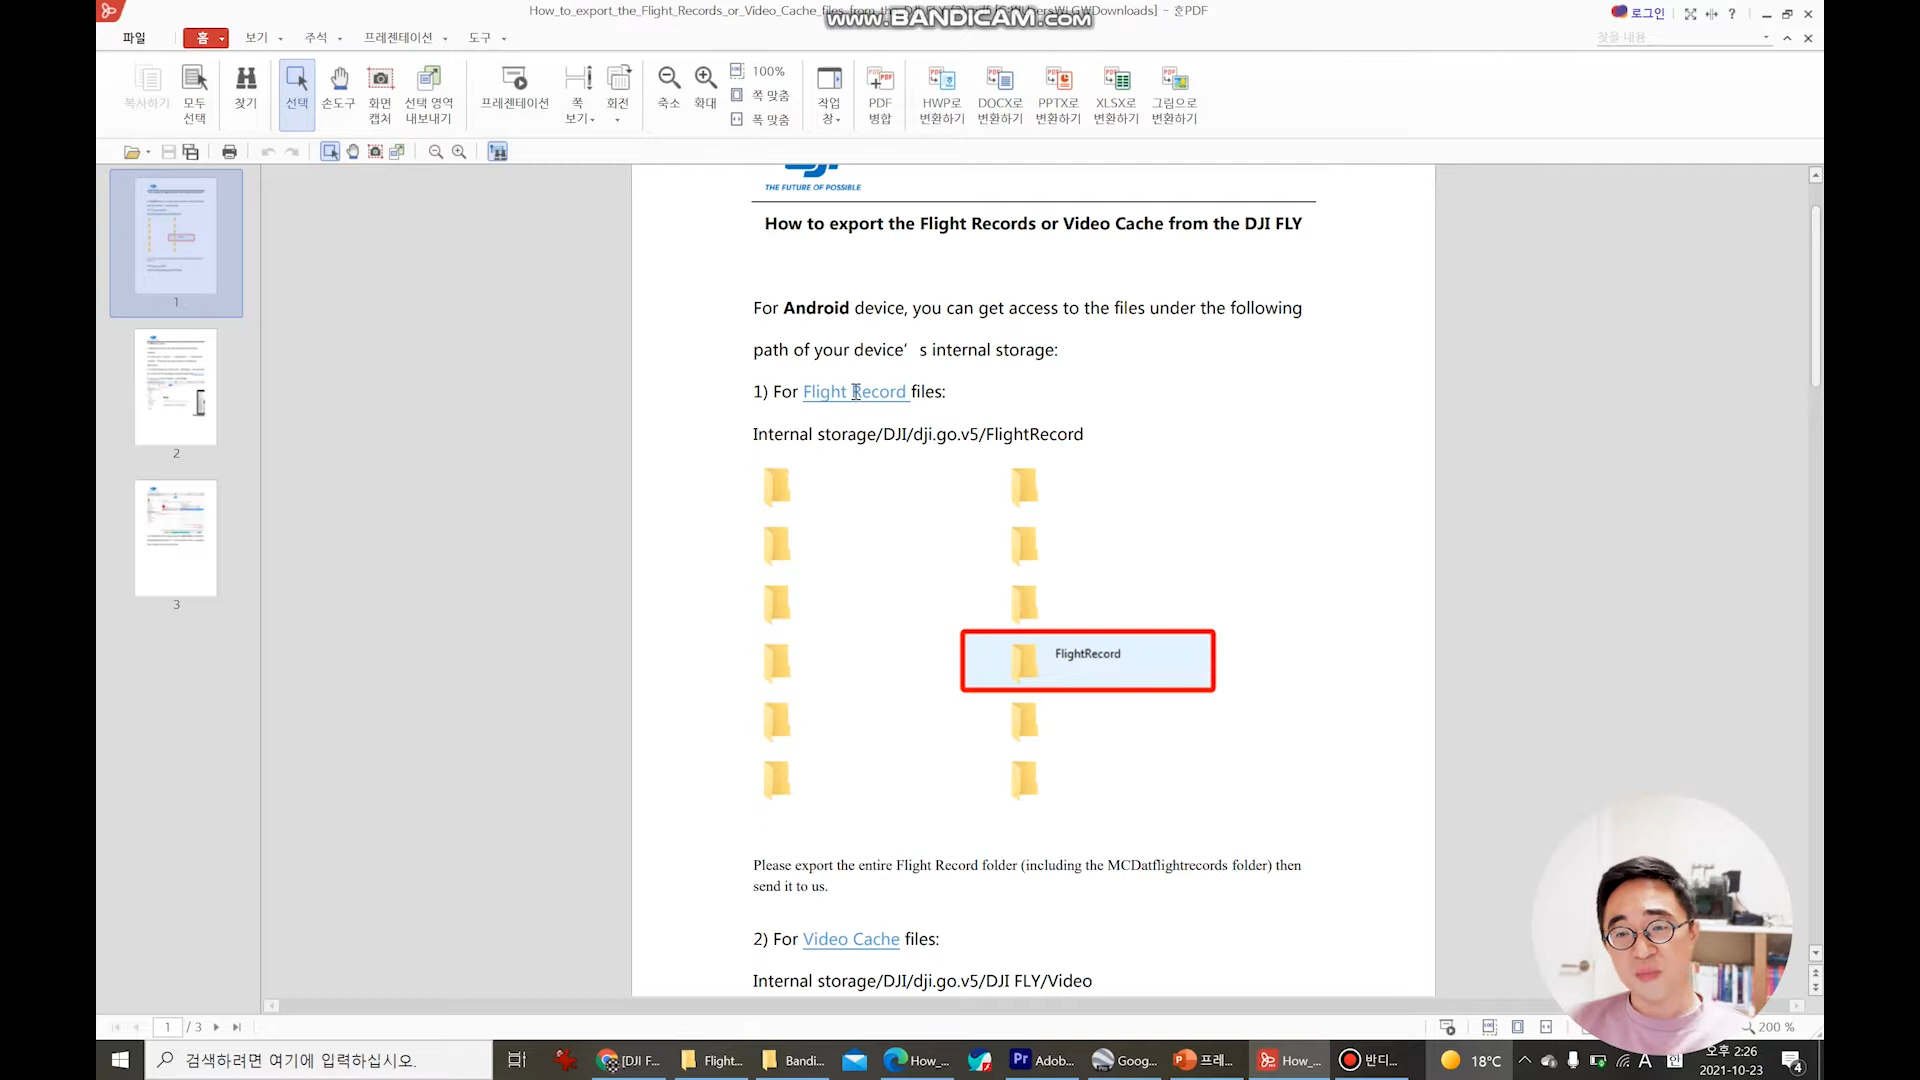 How_to_export_the_Flight_Records_or_Video_Cache_files_from_the_DJI_FLY
Downloads] - 혼PDF
www.BANDICAM.com
로그인
파일
홈
보기
주석
프레젠테이션
도구
찾을 내용
복사하기
모두 선택
찾기
선택
손도구
화면 캡처
선택 영역 내보내기
프레젠테이션
쪽 보기
회전
축소
확대
100%
쪽 맞춤
폭 맞춤
작업 창
PDF 병합
HWP로 변환하기
DOCX로 변환하기
PPTX로 변환하기
XLSX로 변환하기
그림으로 변환하기
1
2
3
THE FUTURE OF POSSIBLE
How to export the Flight Records or Video Cache from the DJI FLY
For Android device, you can get access to the files under the following
path of your device’ s internal storage:
1) For Flight Record files:
Internal storage/DJI/dji.go.v5/FlightRecord
FlightRecord
Please export the entire Flight Record folder (including the MCDatflightrecords folder) then
send it to us.
2) For Video Cache files:
Internal storage/DJI/dji.go.v5/DJI FLY/Video
1 / 3
200 %
검색하려면 여기에 입력하십시오.
[DJI F...
Flight...
Bandi...
How_...
Adob...
Goog...
프레...
How_...
반디...
18°C
A
오후 2:26
2021-10-23
4